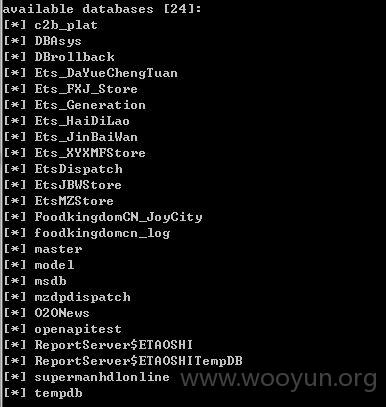 available databases [24]:
[*] c2b_plat
[*] DBAsys
[*] DBrollback
[*] Ets_DaYueChengTuan
[*] Ets_FXJ_Store
[*] Ets_Generation
[*] Ets_HaiDiLao
[*] Ets_JinBaiWan
[*] Ets_XYXMFStore
[*] EtsDispatch
[*] EtsJBWStore
[*] EtsMZStore
[*] FoodkingdomCN_JoyCity
[*] foodkingdomcn_log
[*] master
[*] model
[*] msdb
[*] mzdpdispatch
[*] O2ONews
[*] openapitest
[*] ReportServer$ETAOSHI
[*] ReportServer$ETAOSHITempDB
[*] supermanhdlonline
[*] tempdb
www.wooyun.org